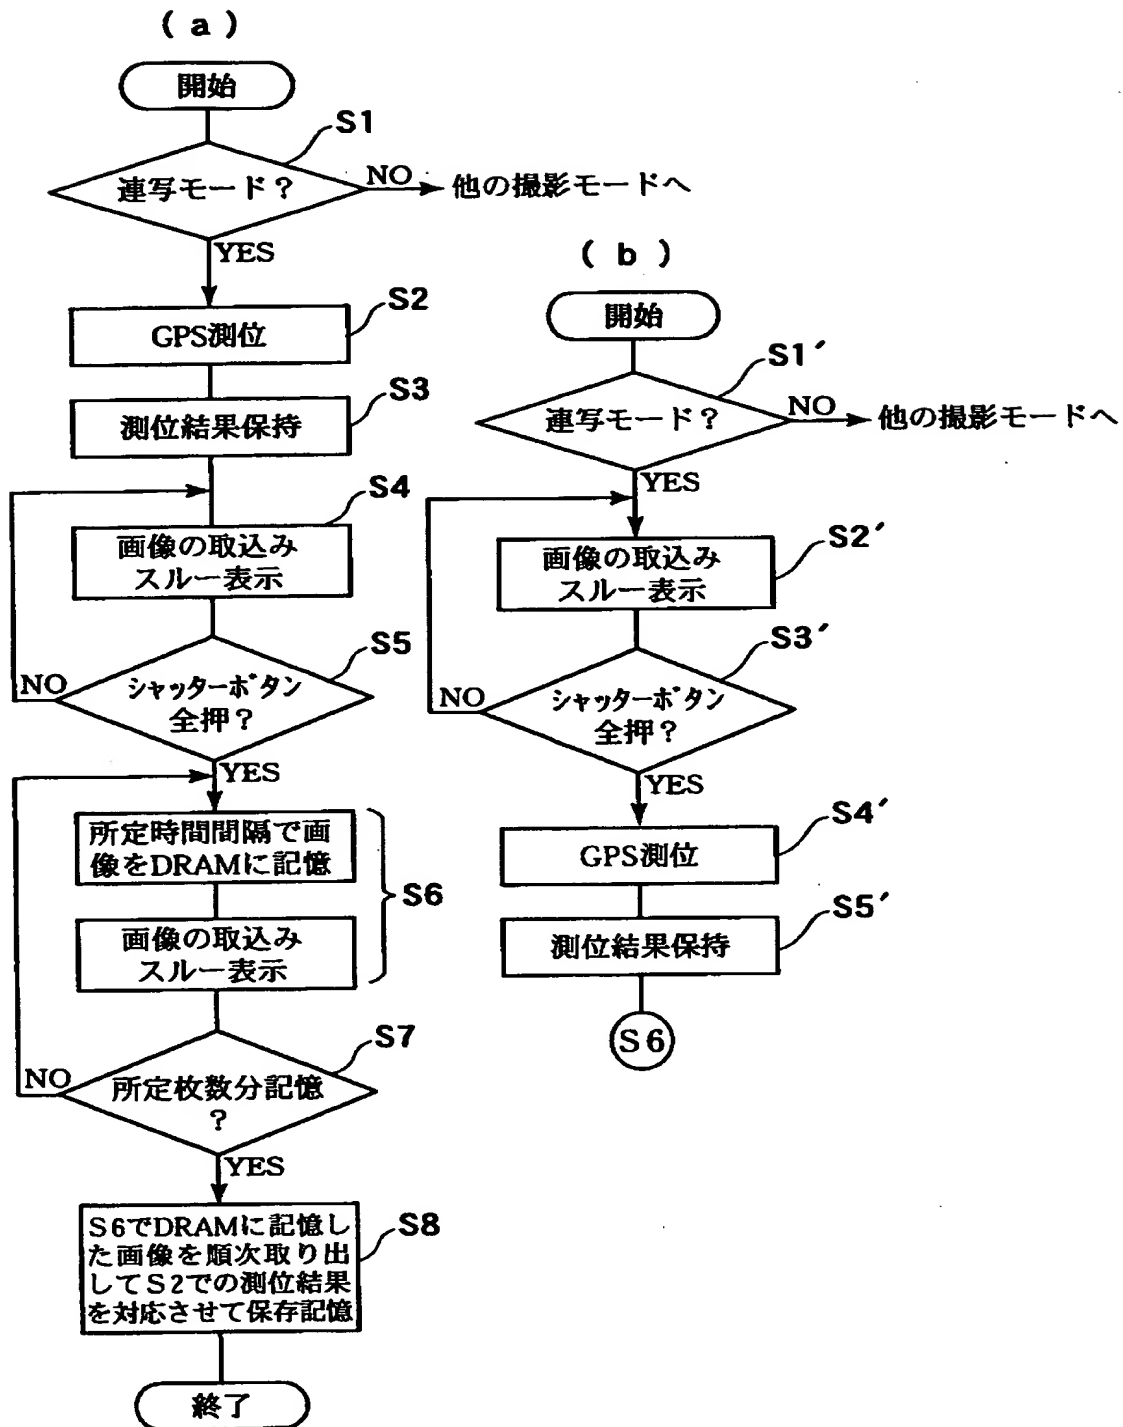 ( a )
開始
S1
連写モード？
NO
他の撮影モードへ
YES
S2
GPS測位
S3
測位結果保持
S4
画像の取込み
スルー表示
S5
シャッターボタン
全押？
NO
YES
所定時間間隔で画
像をDRAMに記憶
S6
画像の取込み
スルー表示
S7
所定枚数分記憶
？
NO
YES
S8
S6でDRAMに記憶し
た画像を順次取り出
してS2での測位結果
を対応させて保存記憶
終了
( b )
開始
S1´
連写モード？
NO
他の撮影モードへ
YES
S2´
画像の取込み
スルー表示
S3´
シャッターボタン
全押？
NO
YES
S4´
GPS測位
S5´
測位結果保持
S6